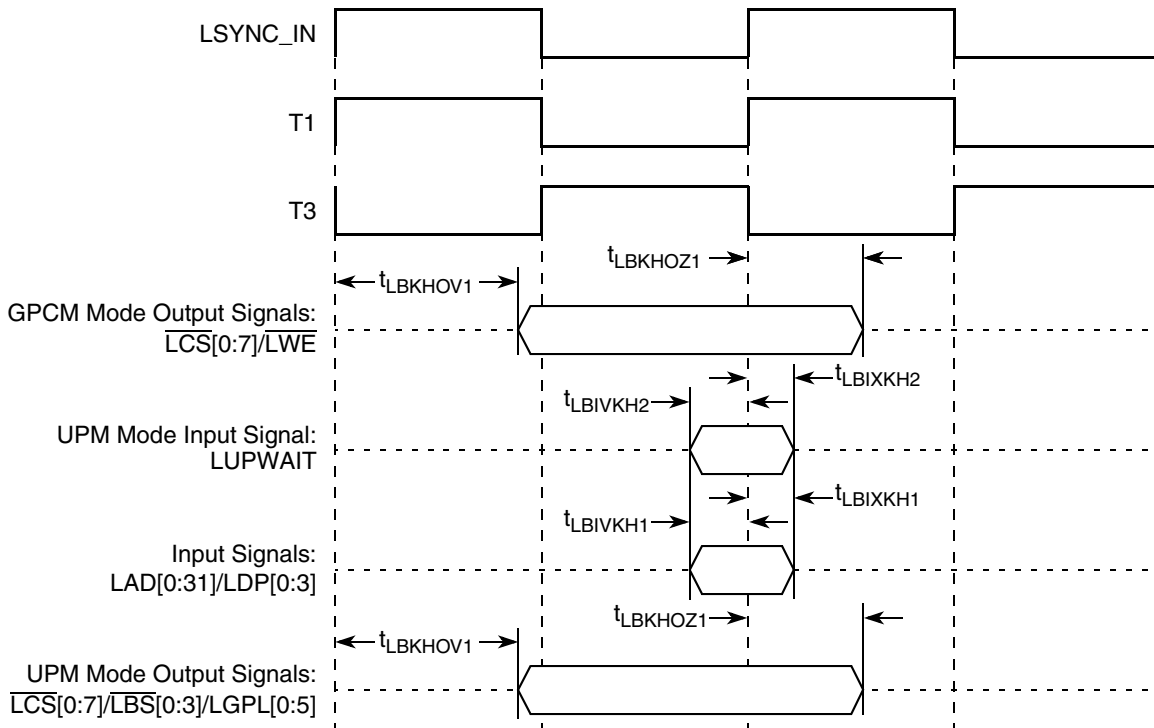 LSYNC_IN
T1
T3
tLBKHOZ1
tLBKHOV1
GPCM Mode Output Signals:
LCS[0:7]/LWE
tLBIXKH2
tLBIVKH2
UPM Mode Input Signal:
LUPWAIT
tLBIXKH1
tLBIVKH1
Input Signals:
LAD[0:31]/LDP[0:3]
tLBKHOZ1
tLBKHOV1
UPM Mode Output Signals:
LCS[0:7]/LBS[0:3]/LGPL[0:5]